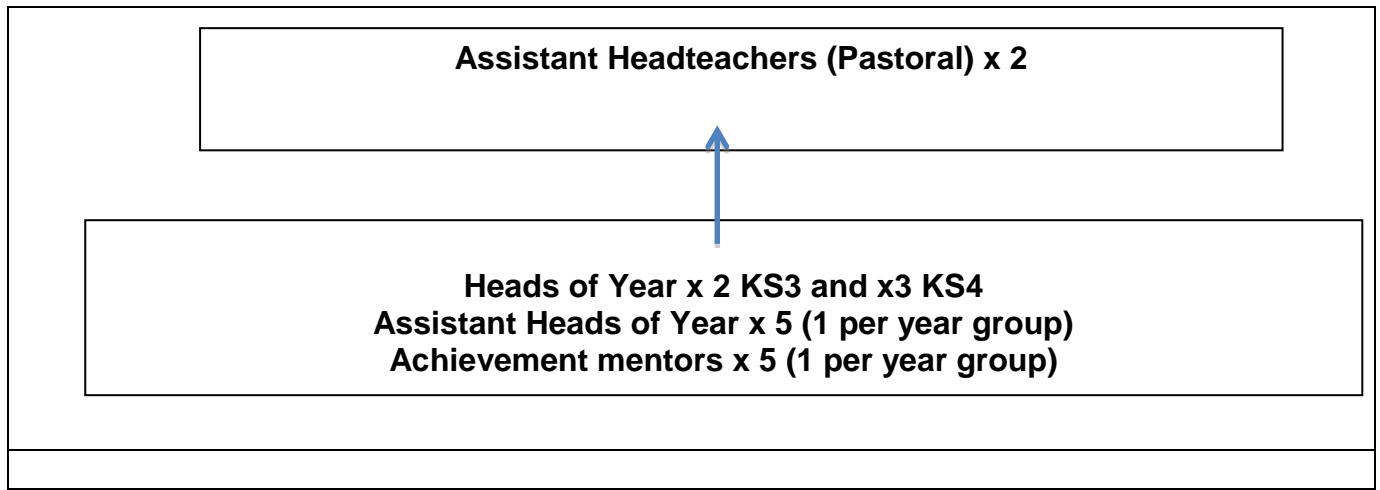 Assistant Headteachers (Pastoral) x 2
Heads of Year x 2 KS3 and x3 KS4
Assistant Heads of Year x 5 (1 per year group)
Achievement mentors x 5 (1 per year group)